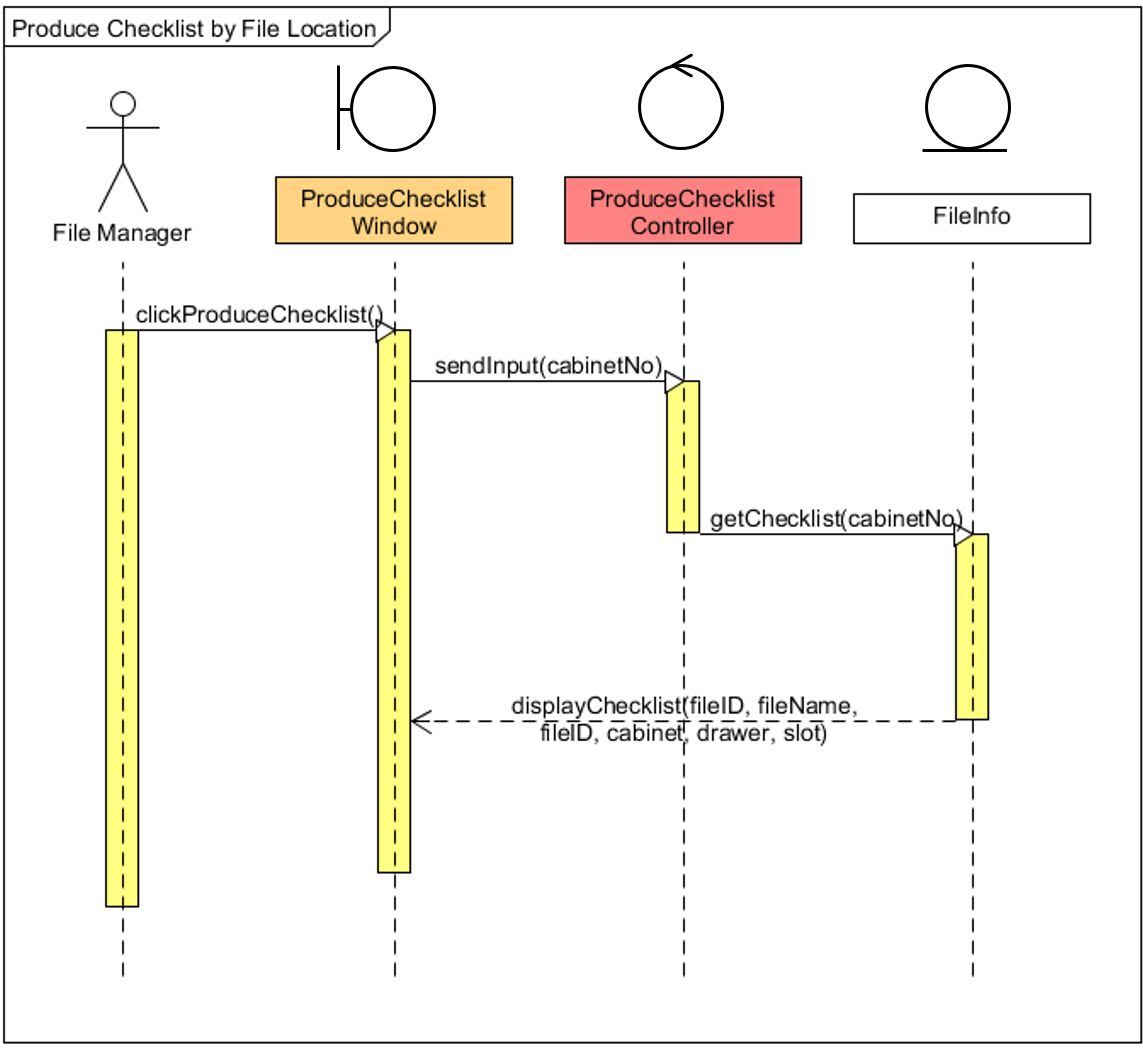 Produce Checklist by File Location
File Manager
ProduceChecklist
Window
ProduceChecklist
Controller
FileInfo
clickProduceChecklist()
sendInput(cabinetNo)
getChecklist(cabinetNo)
displayChecklist(fileID, fileName,
fileID, cabinet, drawer, slot)